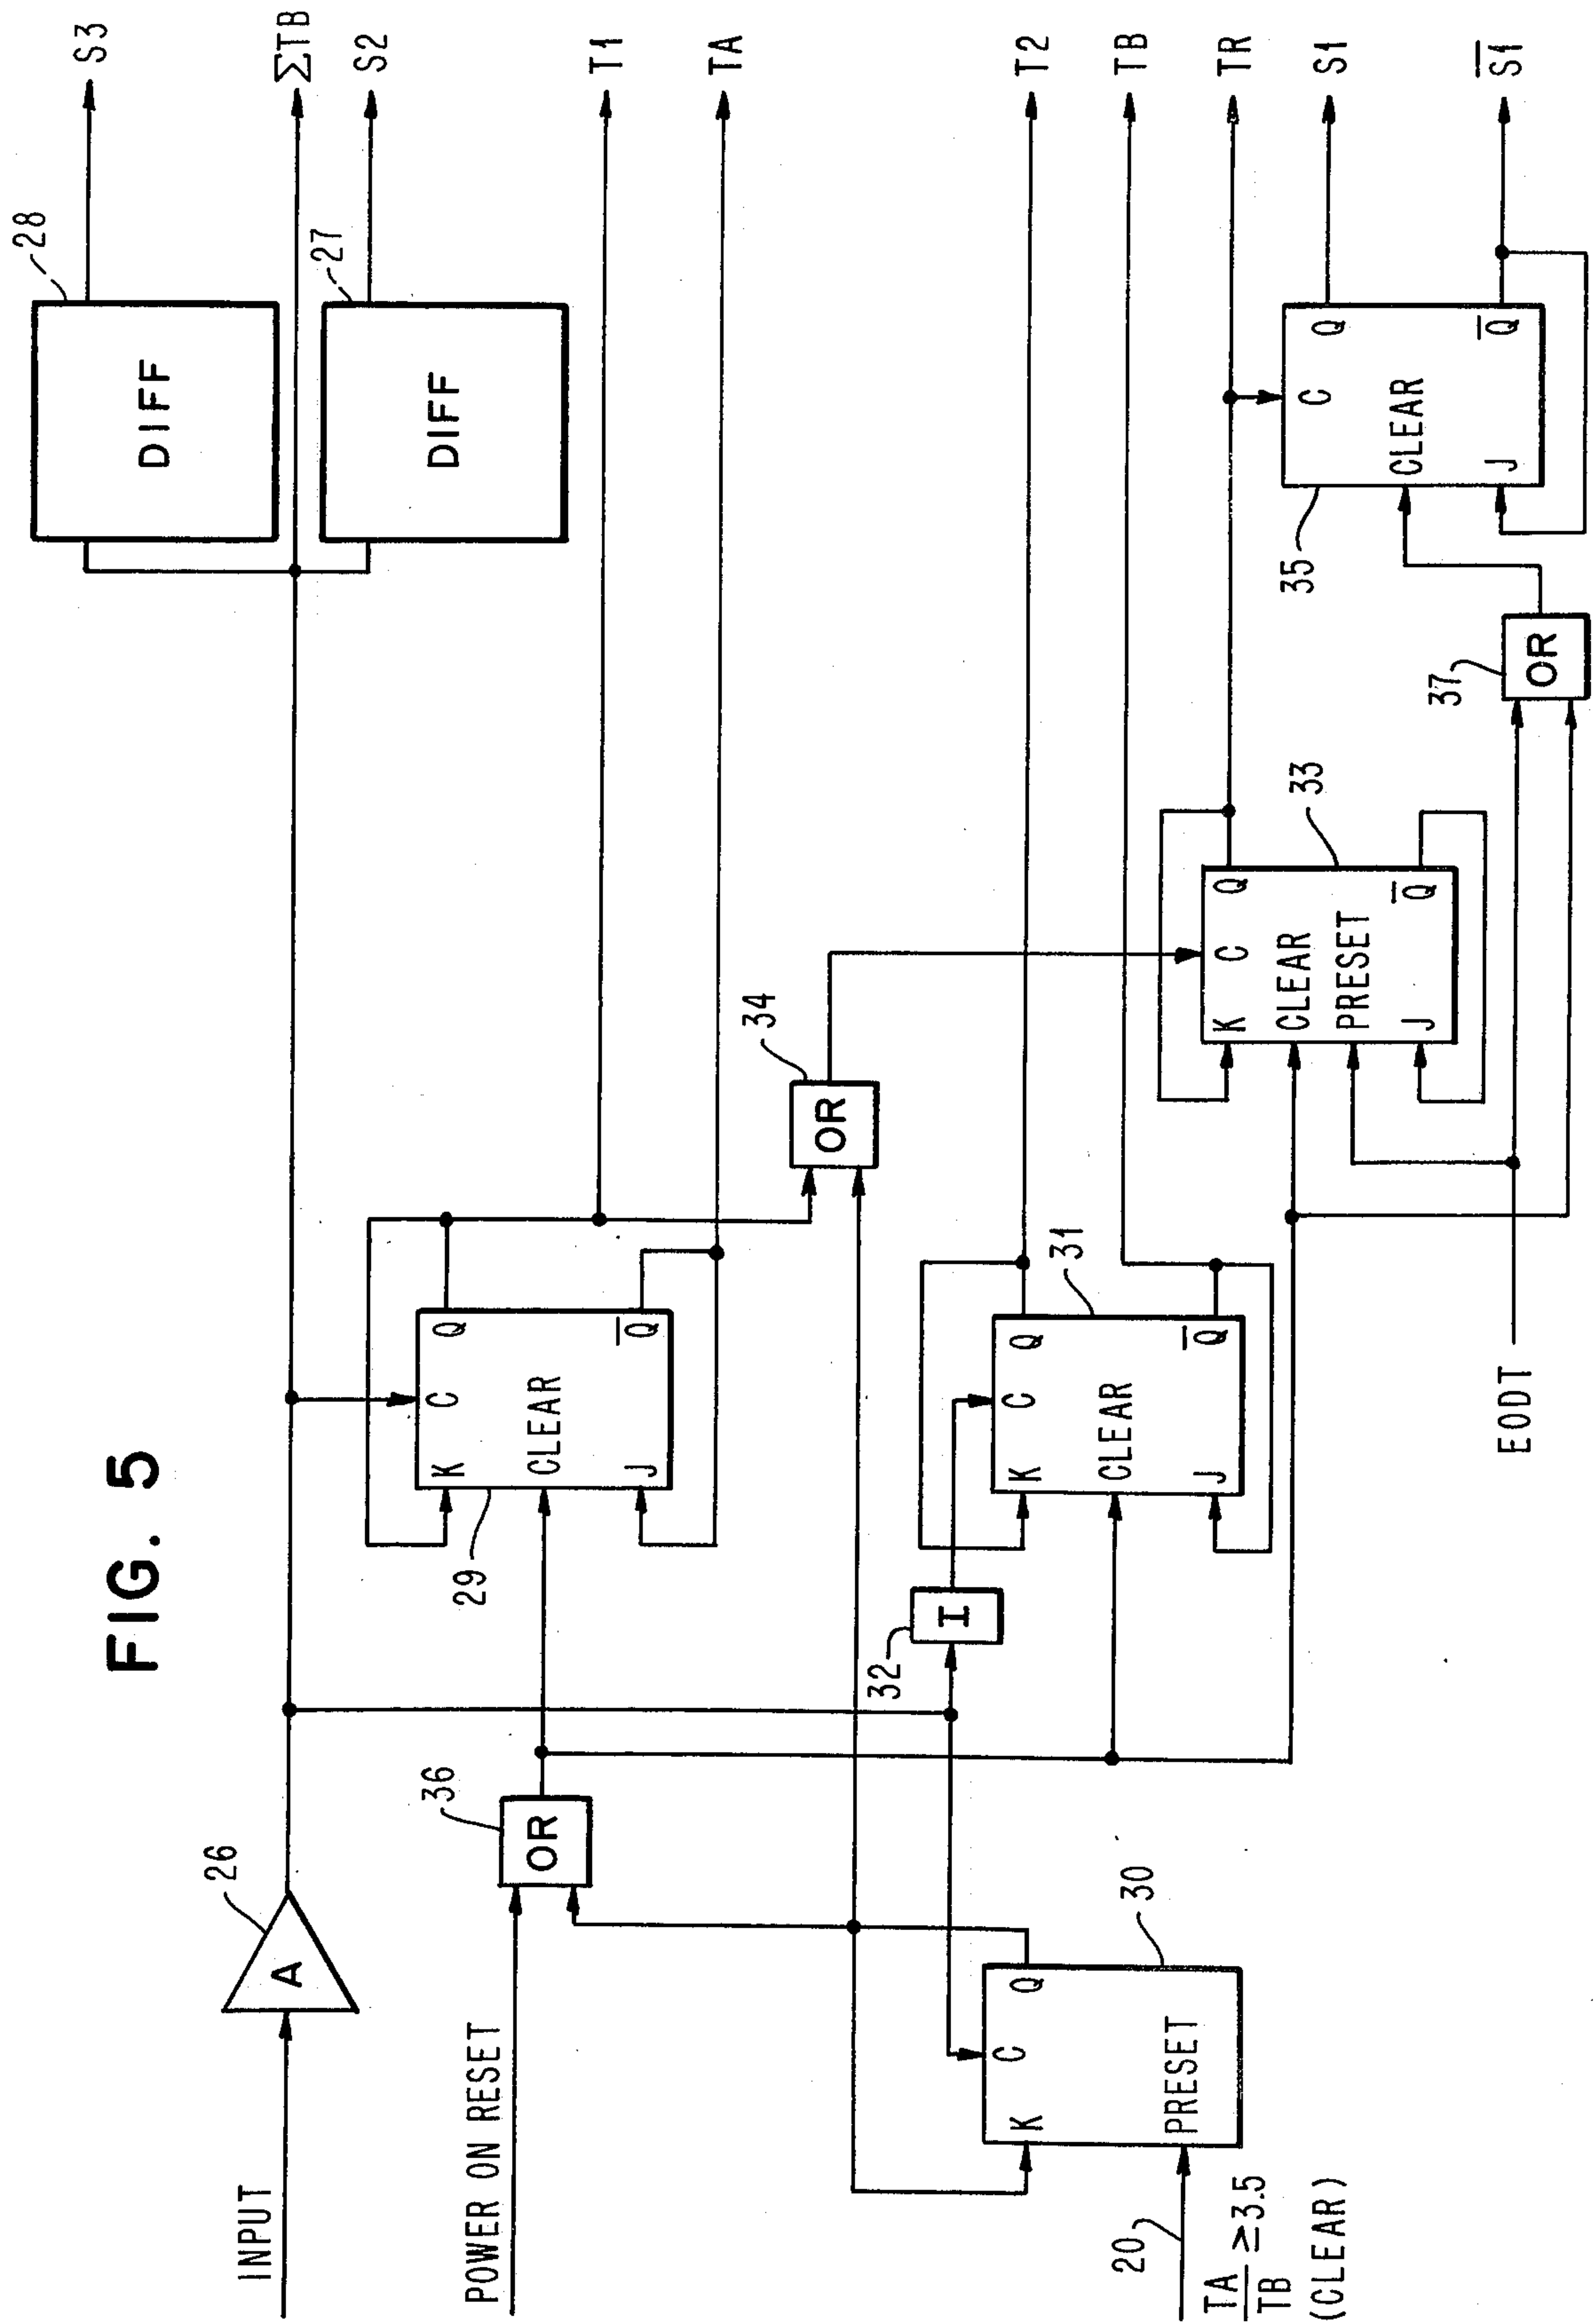 FIG. 5
INPUT
A
26
28
DIFF
S3
ΣTB
27
DIFF
S2
T1
TA
POWER ON RESET
36
OR
29
K
C
Q
CLEAR
J
Q̅
34
OR
T2
TB
TR
S1
S̅1̅
20
TA/TB ≥3.5
(CLEAR)
30
K
C
Q
PRESET
32
I
31
K
C
Q
CLEAR
J
Q̅
33
K
C
Q
CLEAR
PRESET
J
Q̅
EODT
37
OR
35
C
Q
CLEAR
J
Q̅